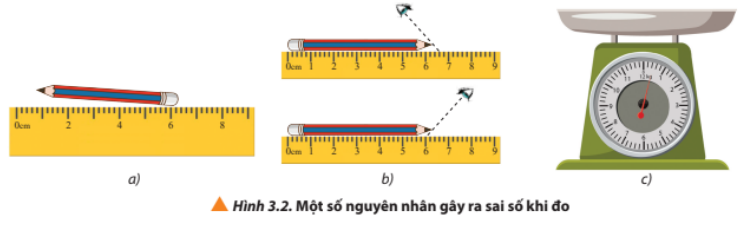 0cm 1 2 3 4 5 6 7 8 9
0cm 2 4 6 8
0cm 1 2 3 4 5 6 7 8 9
12kg
11
a)
b)
c)
▲ Hình 3.2. Một số nguyên nhân gây ra sai số khi đo